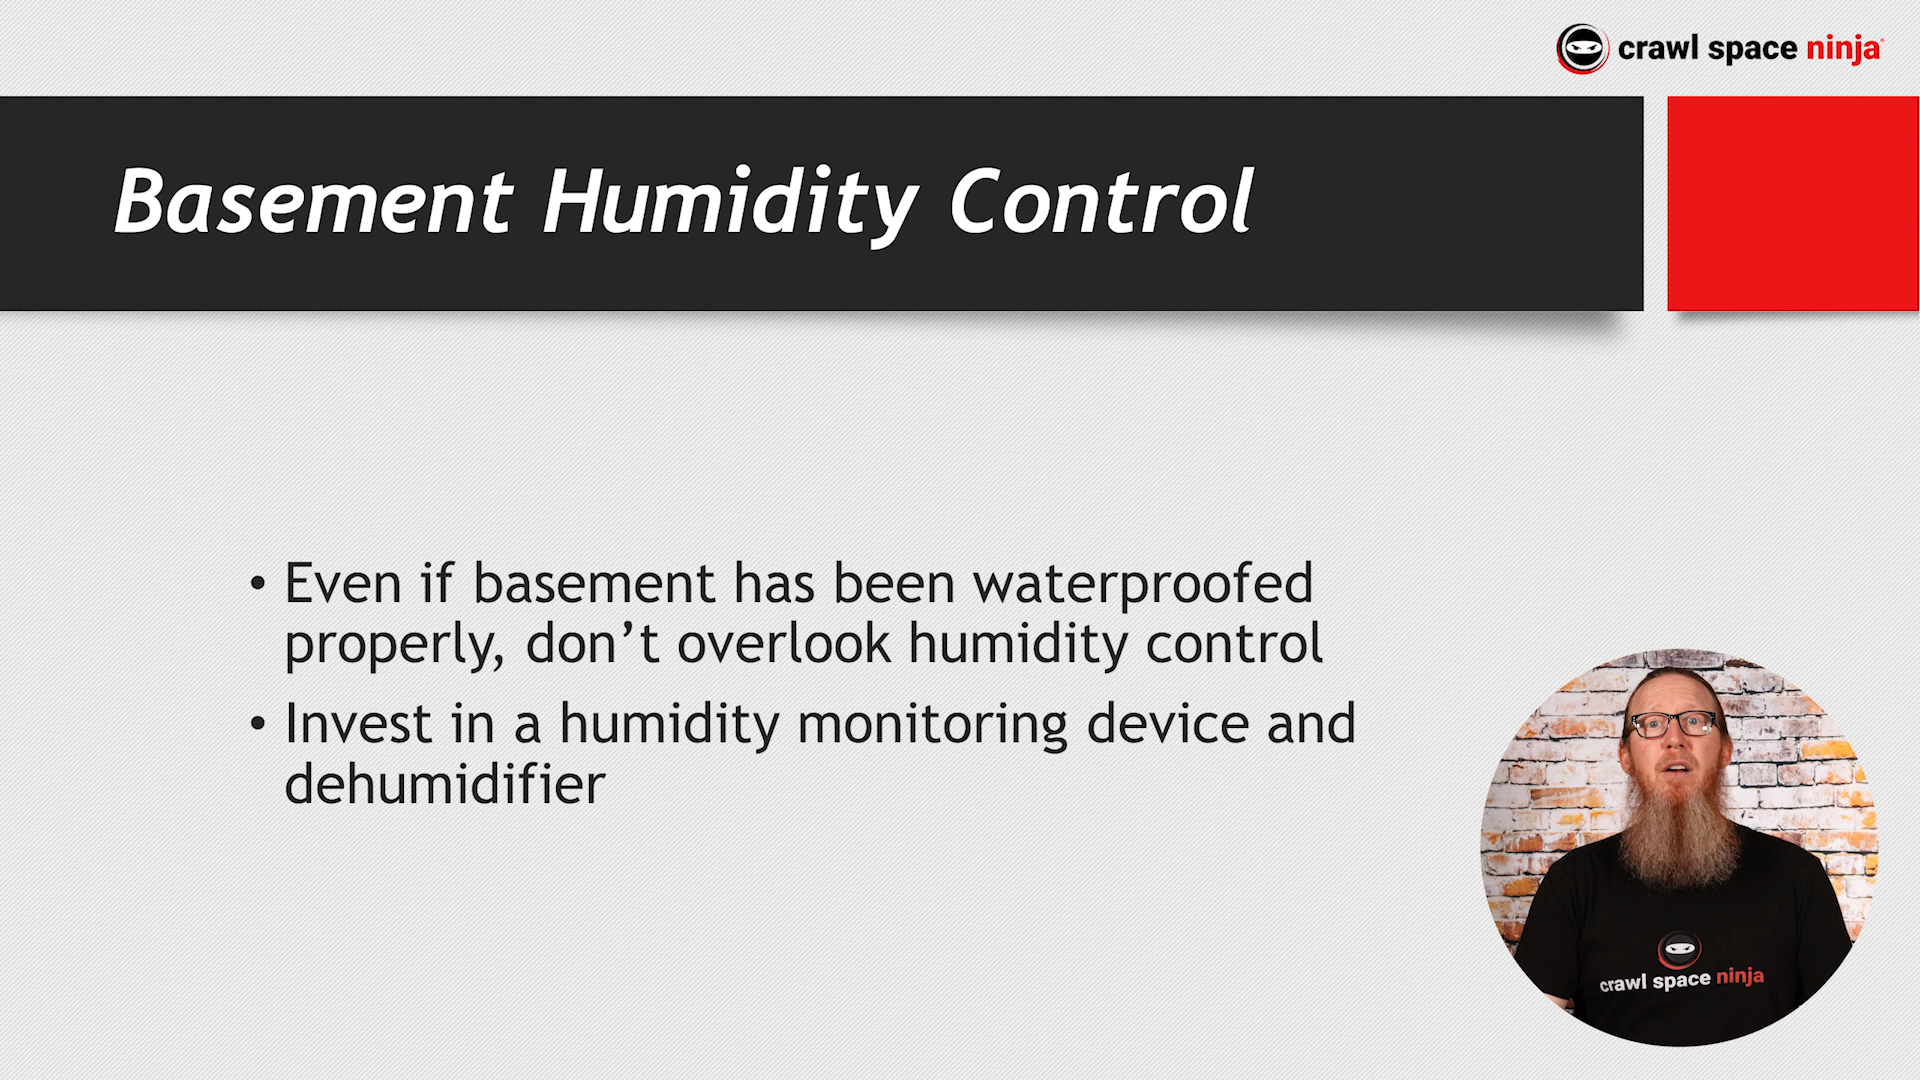 crawl space ninja
Basement Humidity Control
• Even if basement has been waterproofed
properly, don’t overlook humidity control
• Invest in a humidity monitoring device and
dehumidifier
crawl space ninja